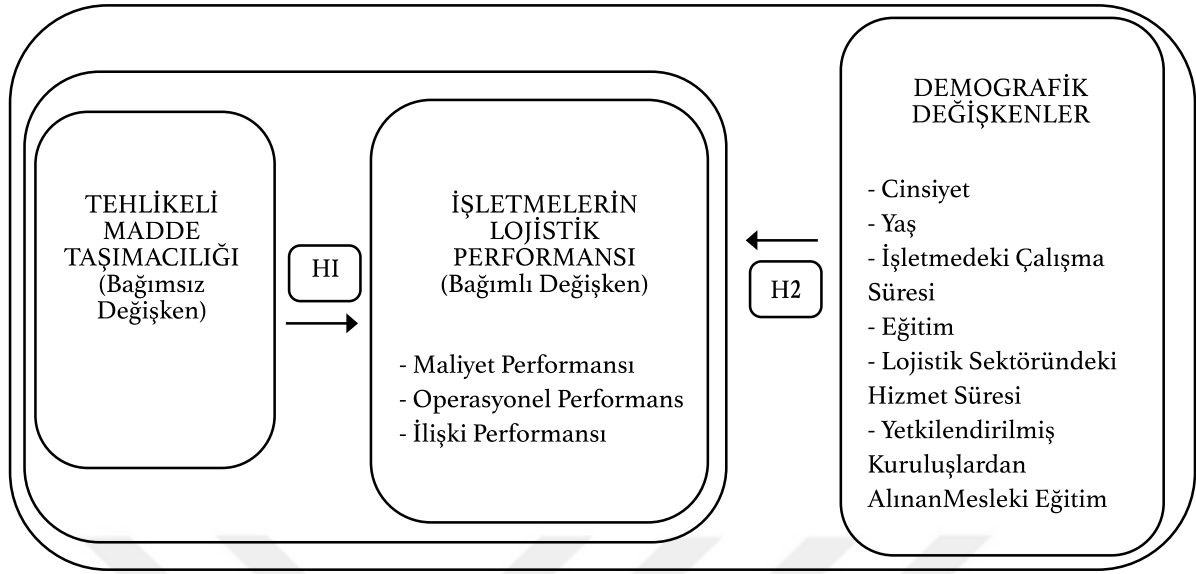 TEHLİKELİ
MADDE
TAŞIMACILIĞI
(Bağımsız
Değişken)
HI
İŞLETMELERİN
LOJİSTİK
PERFORMANSI
(Bağımlı Değişken)
- Maliyet Performansı
- Operasyonel Performans
- İlişki Performansı
H2
DEMOGRAFİK
DEĞİŞKENLER
- Cinsiyet
- Yaş
- İşletmedeki Çalışma
Süresi
- Eğitim
- Lojistik Sektöründeki
Hizmet Süresi
- Yetkilendirilmiş
Kuruluşlardan
AlınanMesleki Eğitim